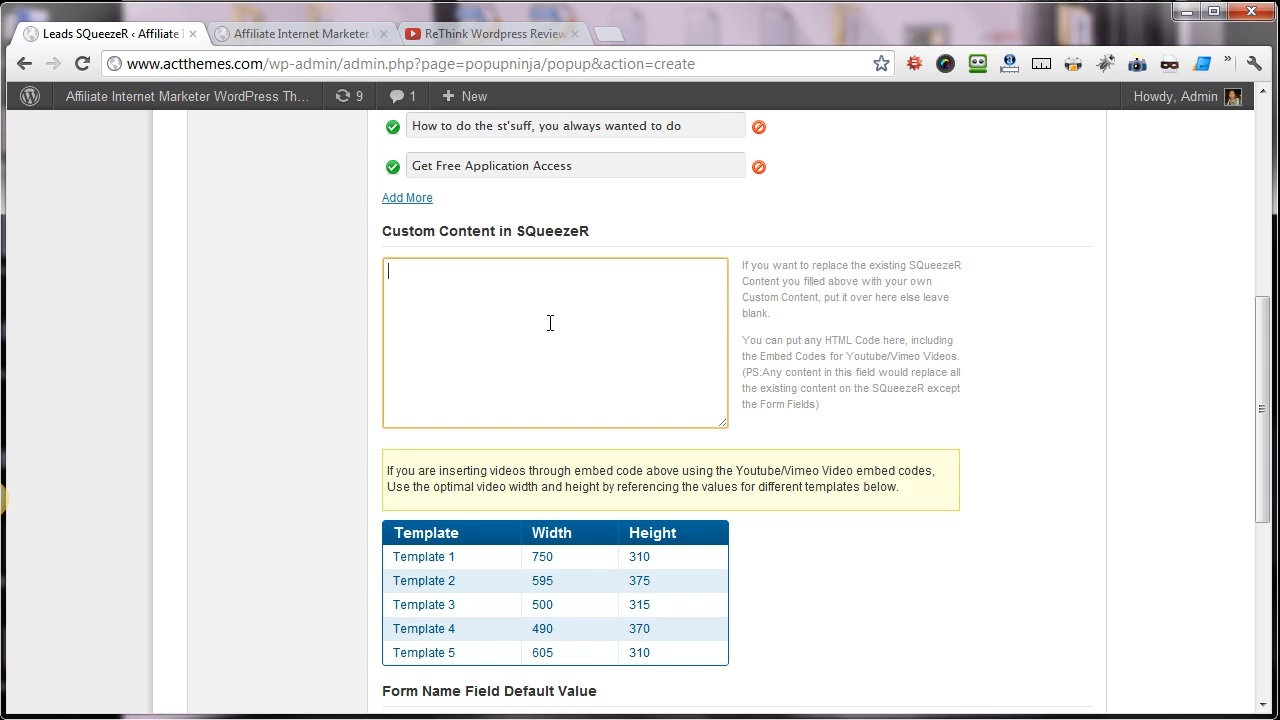 Leads SQueezeR ‹ Affiliate I
Affiliate Internet Marketer W
ReThink Wordpress Review
www.actthemes.com/wp-admin/admin.php?page=popupninja/popup&action=create
Affiliate Internet Marketer WordPress Th... 9 1 New Howdy, Admin
How to do the st'suff, you always wanted to do
Get Free Application Access
Add More
Custom Content in SQueezeR
If you want to replace the existing SQueezeR
Content you filled above with your own
Custom Content, put it over here else leave
blank.
You can put any HTML Code here, including
the Embed Codes for Youtube/Vimeo Videos.
(PS:Any content in this field would replace all
the existing content on the SQueezeR except
the Form Fields)
If you are inserting videos through embed code above using the Youtube/Vimeo Video embed codes,
Use the optimal video width and height by referencing the values for different templates below.
Template Width Height
Template 1 750 310
Template 2 595 375
Template 3 500 315
Template 4 490 370
Template 5 605 310
Form Name Field Default Value